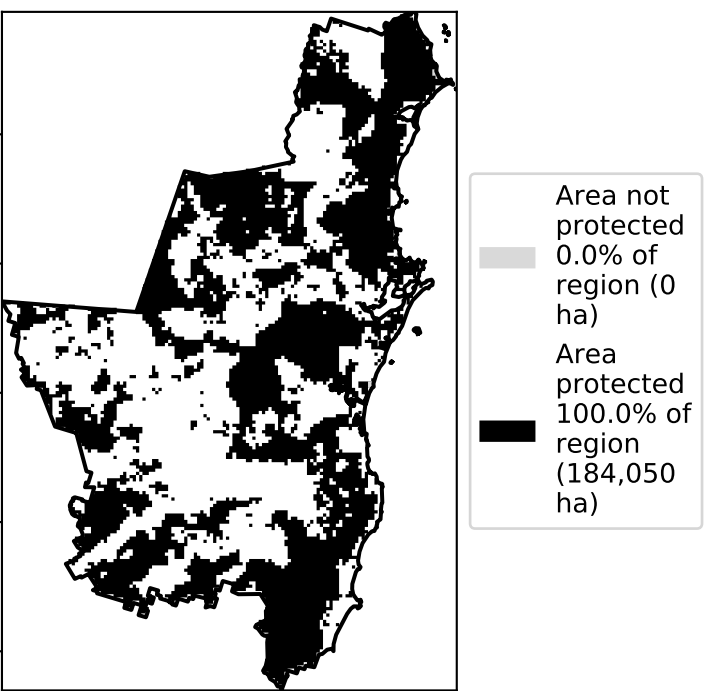 Area not
protected
0.0% of
region (0
ha)
Area
protected
100.0% of
region
(184,050
ha)